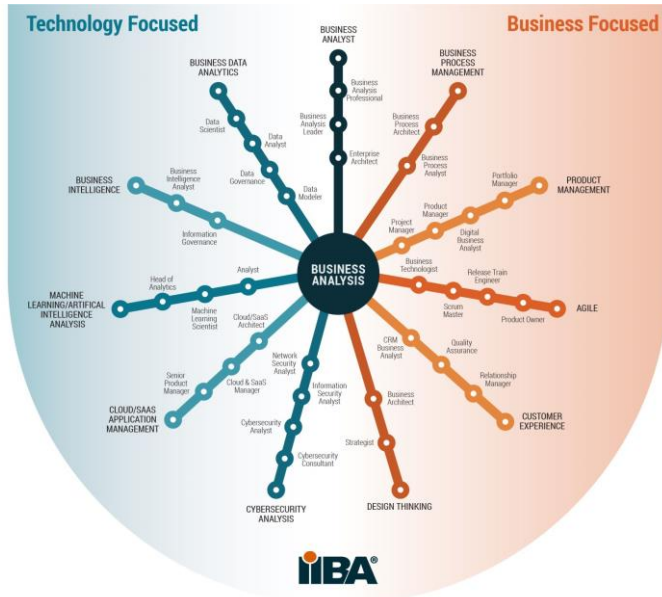 Technology Focused
Business Focused
BUSINESS
ANALYST
Business
Analysis
Professional
Business
Analysis
Leader
Enterprise
Architect
BUSINESS DATA
ANALYTICS
Data
Scientist
Data
Analyst
Data
Governance
Data
Modeler
BUSINESS
PROCESS
MANAGEMENT
Business
Process
Architect
Business
Process
Analyst
BUSINESS
INTELLIGENCE
Business
Intelligence
Analyst
Information
Governance
PRODUCT
MANAGEMENT
Portfolio
Manager
Product
Manager
Digital
Business
Analyst
Project
Manager
BUSINESS
ANALYSIS
MACHINE
LEARNING/ARTIFICAL
INTELLIGENCE
ANALYSIS
Head of
Analytics
Machine
Learning
Scientist
Analyst
Business
Technologist
Scrum
Master
Release Train
Engineer
Product Owner
AGILE
CLOUD/SAAS
APPLICATION
MANAGEMENT
Senior
Product
Manager
Cloud & SaaS
Manager
Cloud/SaaS
Architect
CRM
Business
Analyst
Quality
Assurance
Relationship
Manager
CUSTOMER
EXPERIENCE
Network
Security
Analyst
Information
Security
Analyst
Cybersecurity
Analyst
Cybersecurity
Consultant
CYBERSECURITY
ANALYSIS
Business
Architect
Strategist
DESIGN THINKING
IIBA®